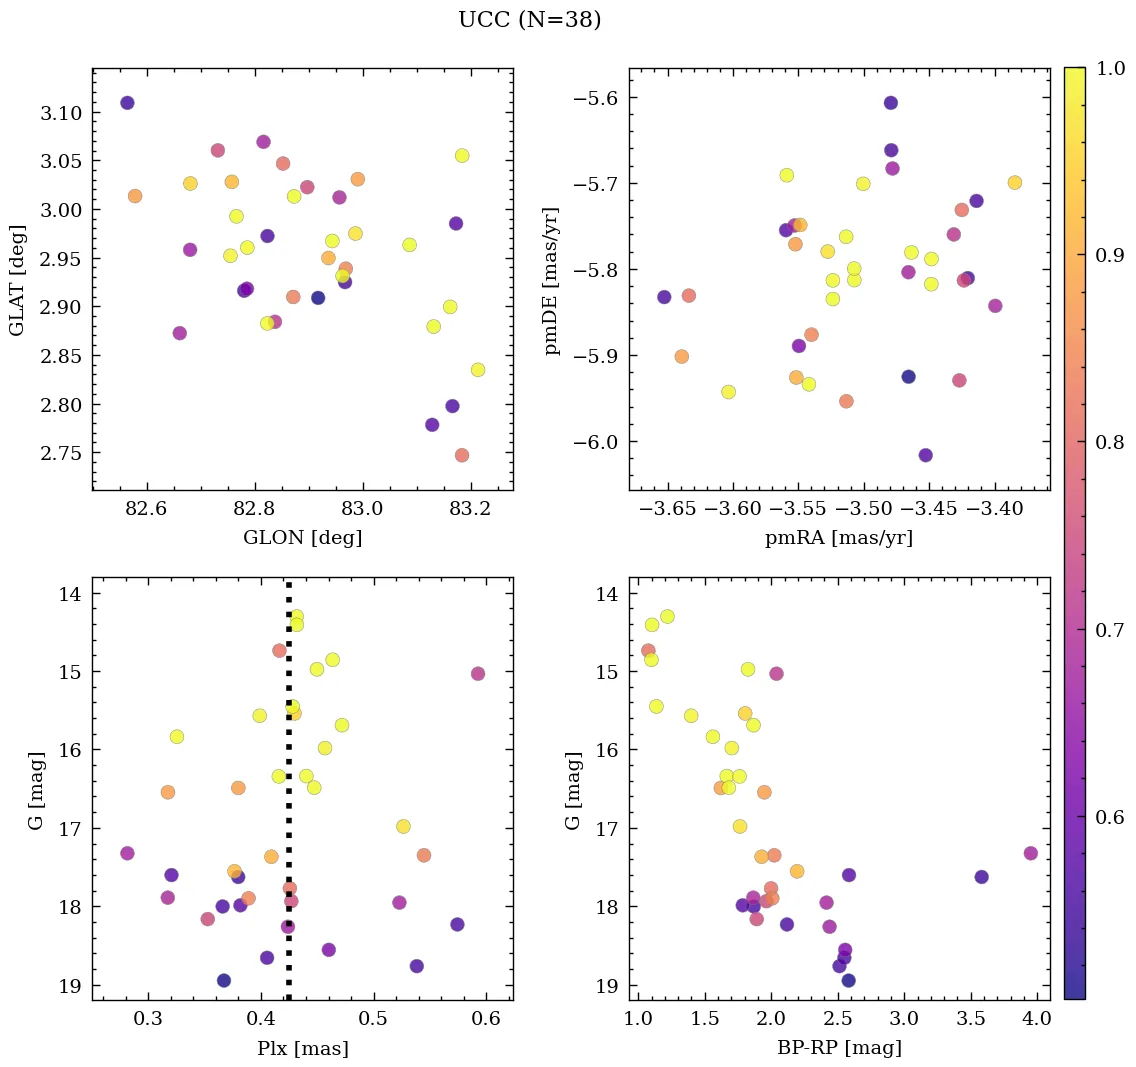 UCC (N=38)
3.10
3.05
3.00
2.95
2.90
2.85
2.80
2.75
GLAT [deg]
82.6 82.8 83.0 83.2
GLON [deg]
−5.6
−5.7
−5.8
−5.9
−6.0
pmDE [mas/yr]
−3.65 −3.60 −3.55 −3.50 −3.45 −3.40
pmRA [mas/yr]
1.0
0.9
0.8
0.7
0.6
14
15
16
17
18
19
G [mag]
0.3 0.4 0.5 0.6
Plx [mas]
14
15
16
17
18
19
G [mag]
1.0 1.5 2.0 2.5 3.0 3.5 4.0
BP-RP [mag]